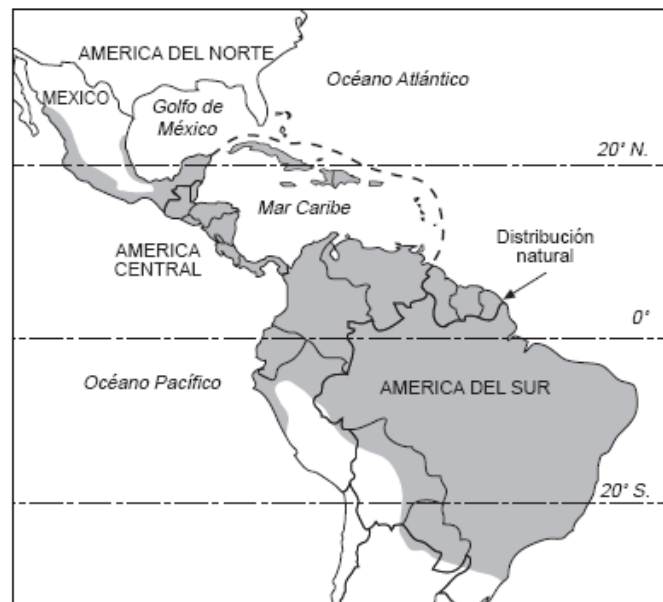 AMERICA DEL NORTE
Océano Atlántico
MEXICO
Golfo de
México
20° N.
Mar Caribe
AMERICA
CENTRAL
Distribución
natural
0°
Océano Pacífico
AMERICA DEL SUR
20° S.